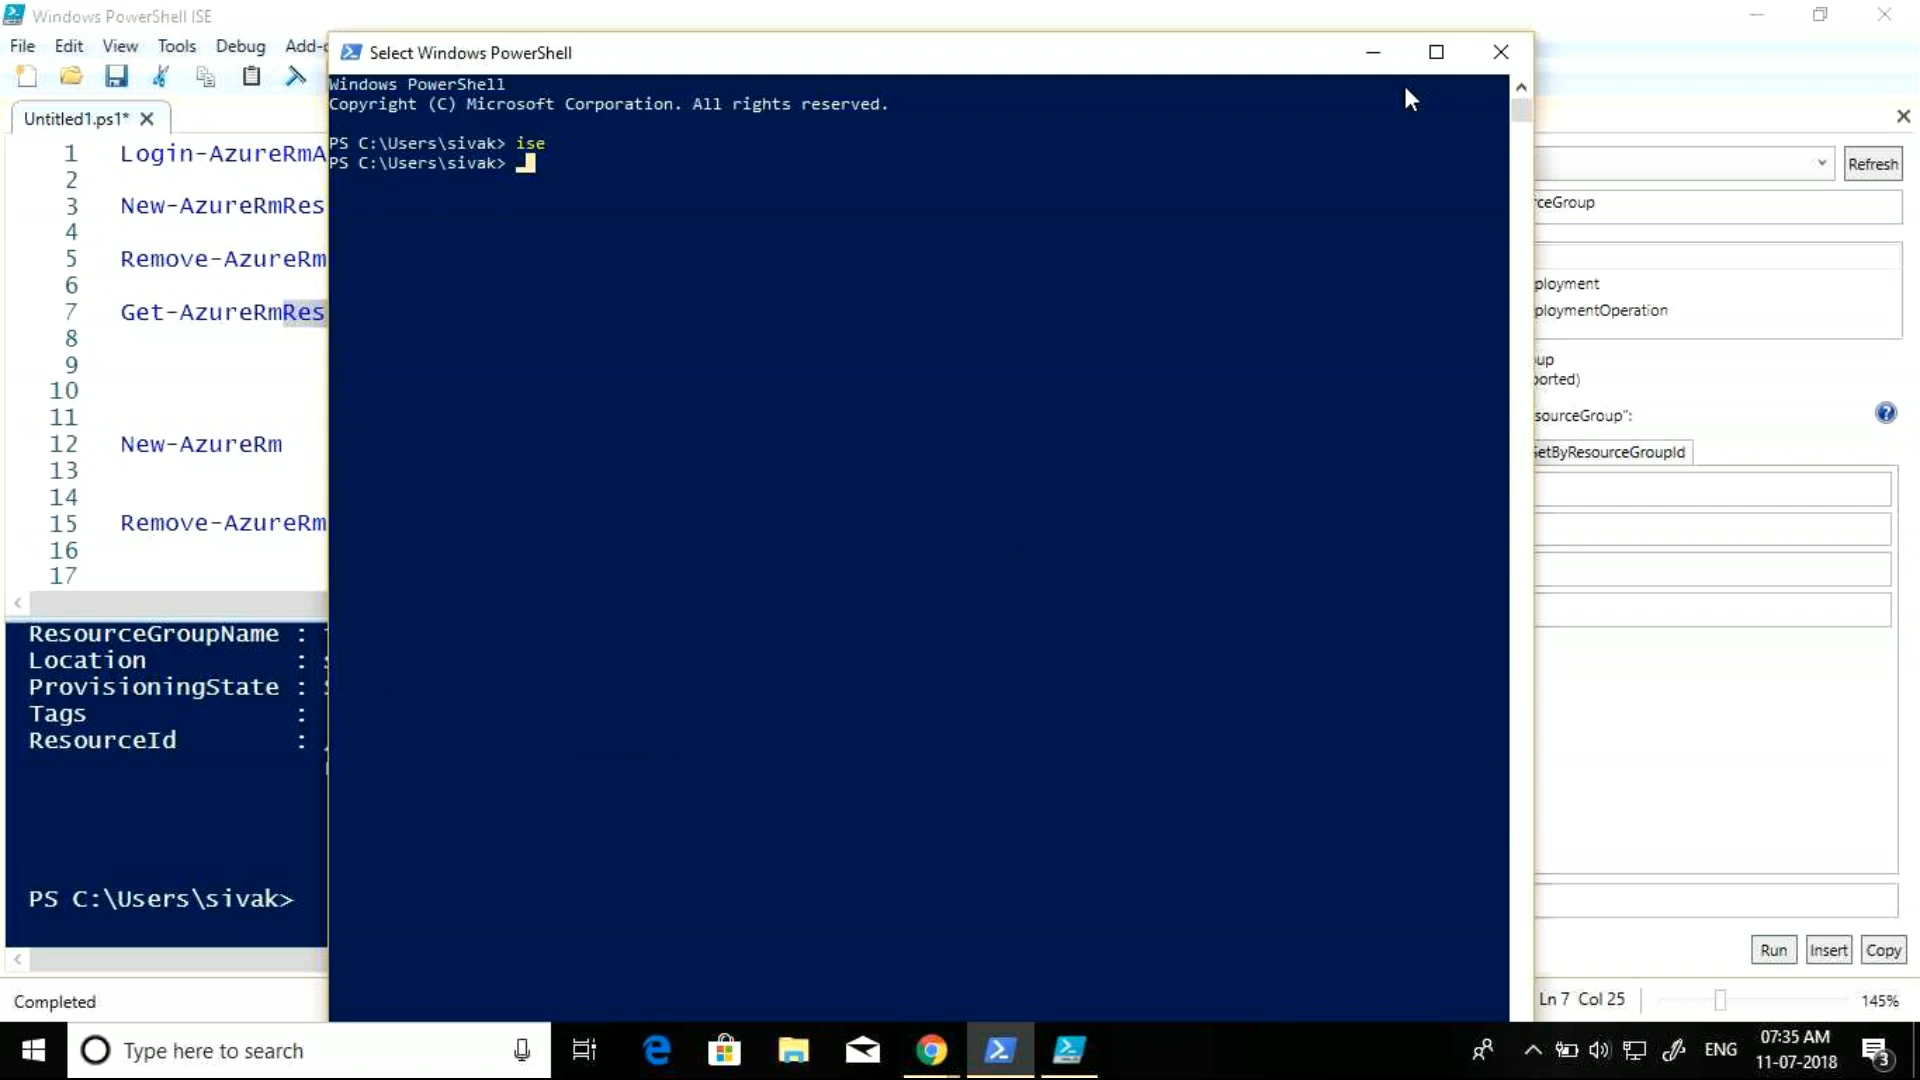 Windows PowerShell ISE
File Edit View Tools Debug Add-
Untitled1.ps1*
1 Login-AzureRmA
2
3 New-AzureRmRes
4
5 Remove-AzureRm
6
7 Get-AzureRmRes
8
9
10
11
12 New-AzureRm
13
14
15 Remove-AzureRm
16
17
ResourceGroupName :
Location :
ProvisioningState :
Tags :
ResourceId :
PS C:\Users\sivak>
Completed
Select Windows PowerShell
Windows PowerShell
Copyright (C) Microsoft Corporation. All rights reserved.
PS C:\Users\sivak> ise
PS C:\Users\sivak>
Refresh
ceGroup
ployment
ploymentOperation
up
ported)
sourceGroup":
GetByResourceGroupId
Run Insert Copy
Ln 7 Col 25
145%
Type here to search
ENG
07:35 AM
11-07-2018
3